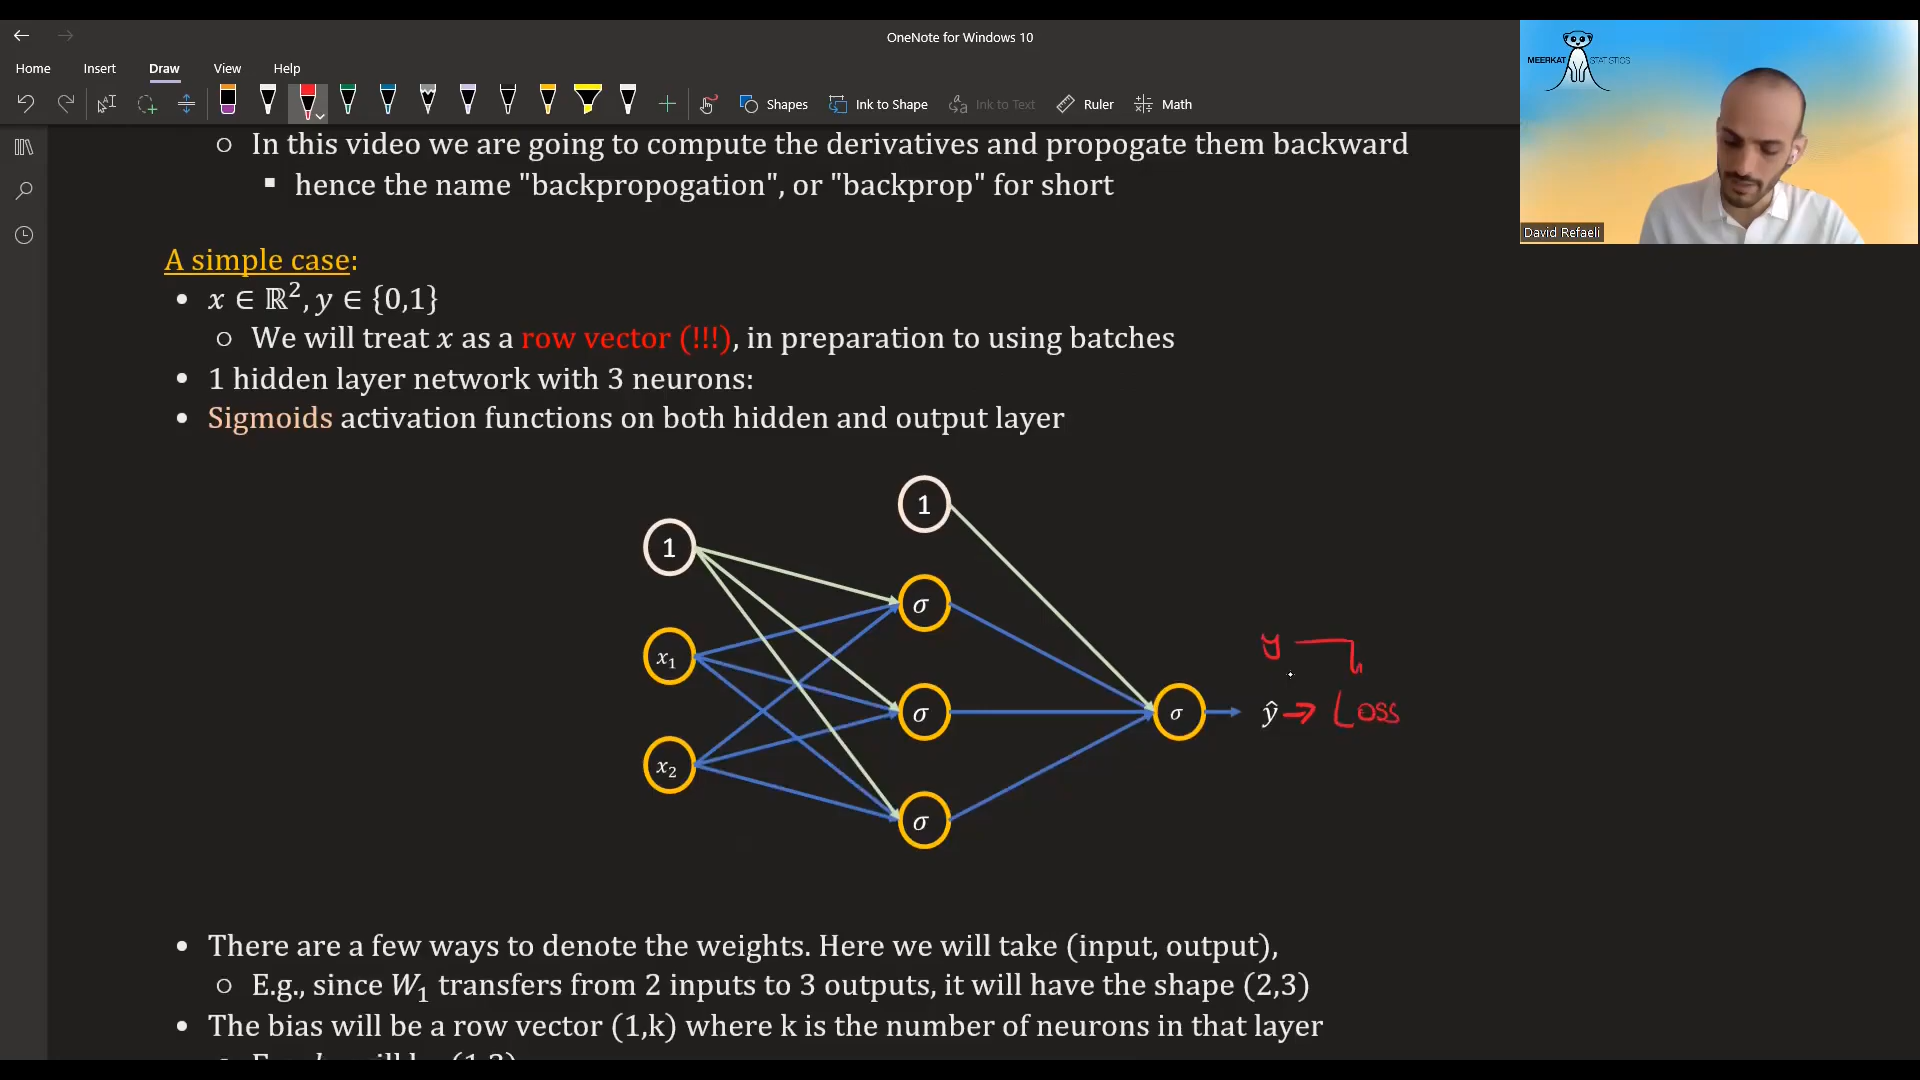 OneNote for Windows 10
Home Insert Draw View Help
Shapes Ink to Shape Ink to Text Ruler Math
MEERKAT STATISTICS
David Refaeli
○ In this video we are going to compute the derivatives and propogate them backward
▪ hence the name "backpropogation", or "backprop" for short
A simple case:
• x ∈ ℝ², y ∈ {0,1}
○ We will treat x as a row vector (!!!), in preparation to using batches
• 1 hidden layer network with 3 neurons:
• Sigmoids activation functions on both hidden and output layer
1
1
σ
y
x₁
σ
σ
ŷ → Loss
x₂
σ
• There are a few ways to denote the weights. Here we will take (input, output),
○ E.g., since W₁ transfers from 2 inputs to 3 outputs, it will have the shape (2,3)
• The bias will be a row vector (1,k) where k is the number of neurons in that layer